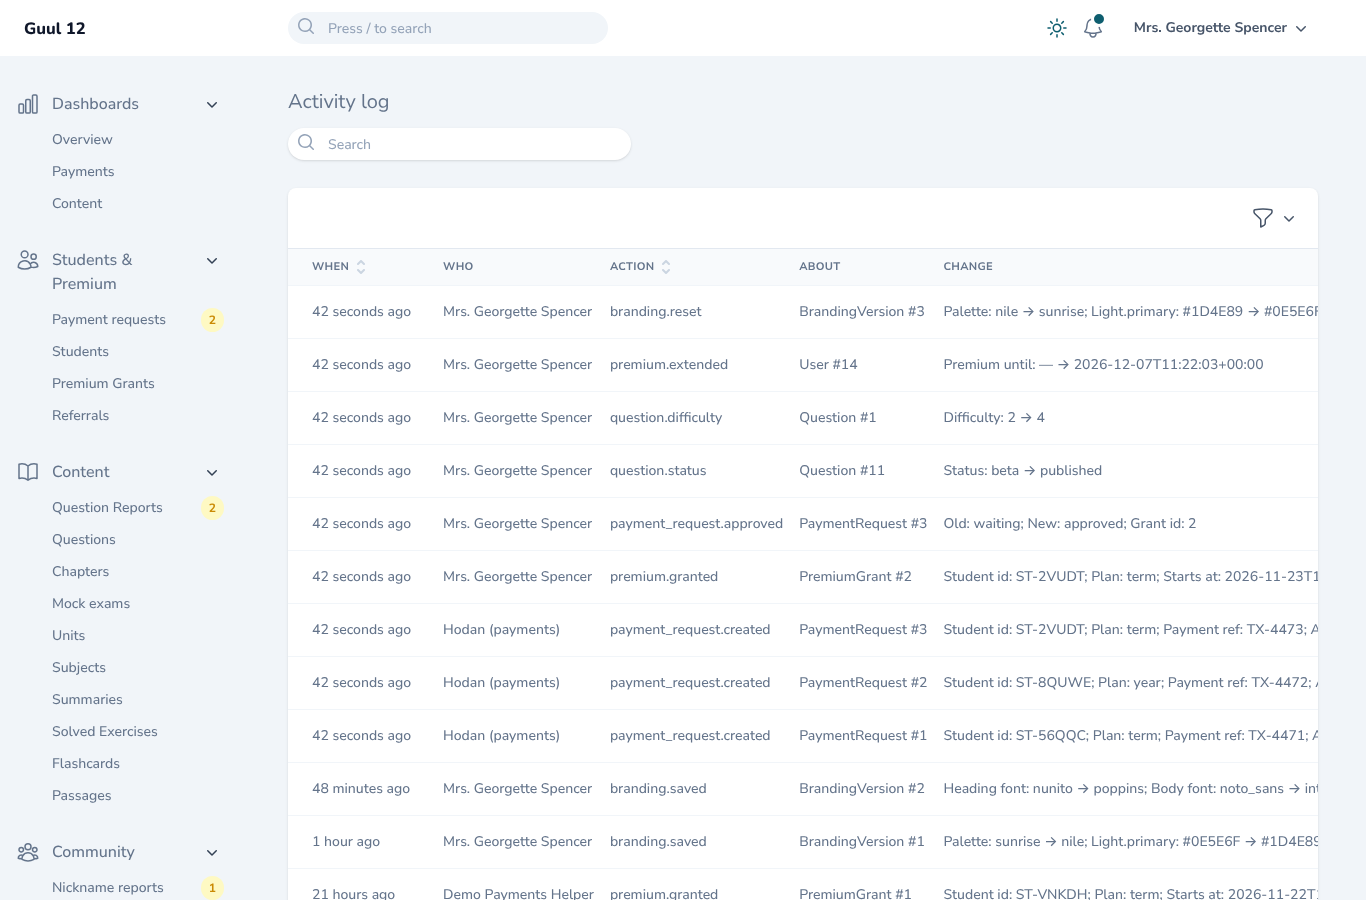 Guul 12
Press / to search
Mrs. Georgette Spencer
Dashboards
Overview
Payments
Content
Students &
Premium
Payment requests 2
Students
Premium Grants
Referrals
Content
Question Reports 2
Questions
Chapters
Mock exams
Units
Subjects
Summaries
Solved Exercises
Flashcards
Passages
Community
Nickname reports 1
Activity log
Search
WHEN WHO ACTION ABOUT CHANGE
42 seconds ago Mrs. Georgette Spencer branding.reset BrandingVersion #3 Palette: nile → sunrise; Light.primary: #1D4E89 → #0E5E6F
42 seconds ago Mrs. Georgette Spencer premium.extended User #14 Premium until: — → 2026-12-07T11:22:03+00:00
42 seconds ago Mrs. Georgette Spencer question.difficulty Question #1 Difficulty: 2 → 4
42 seconds ago Mrs. Georgette Spencer question.status Question #11 Status: beta → published
42 seconds ago Mrs. Georgette Spencer payment_request.approved PaymentRequest #3 Old: waiting; New: approved; Grant id: 2
42 seconds ago Mrs. Georgette Spencer premium.granted PremiumGrant #2 Student id: ST-2VUDT; Plan: term; Starts at: 2026-11-23T1
42 seconds ago Hodan (payments) payment_request.created PaymentRequest #3 Student id: ST-2VUDT; Plan: term; Payment ref: TX-4473; A
42 seconds ago Hodan (payments) payment_request.created PaymentRequest #2 Student id: ST-8QUWE; Plan: year; Payment ref: TX-4472;
42 seconds ago Hodan (payments) payment_request.created PaymentRequest #1 Student id: ST-56QQC; Plan: term; Payment ref: TX-4471; A
48 minutes ago Mrs. Georgette Spencer branding.saved BrandingVersion #2 Heading font: nunito → poppins; Body font: noto_sans → int
1 hour ago Mrs. Georgette Spencer branding.saved BrandingVersion #1 Palette: sunrise → nile; Light.primary: #0E5E6F → #1D4E89
21 hours ago Demo Payments Helper premium.granted PremiumGrant #1 Student id: ST-VNKDH; Plan: term; Starts at: 2026-11-22T